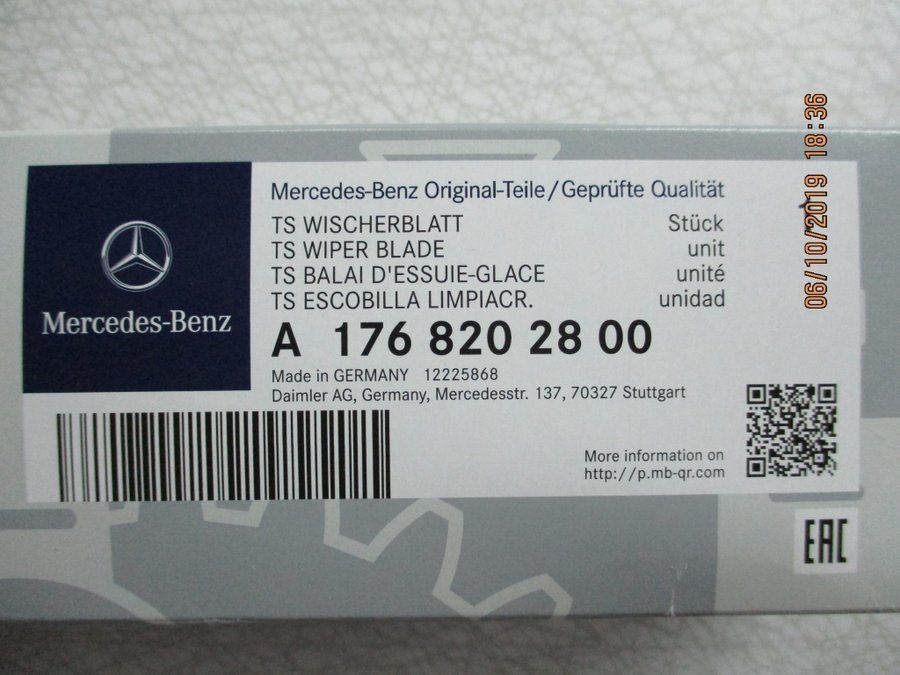 Mercedes-Benz
Mercedes-Benz Original-Teile/Geprüfte Qualität
TS WISCHERBLATT Stück
TS WIPER BLADE unit
TS BALAI D'ESSUIE-GLACE unité
TS ESCOBILLA LIMPIACR. unidad
A 176 820 28 00
Made in GERMANY 12225868
Daimler AG, Germany, Mercedesstr. 137, 70327 Stuttgart
More information on
http://p.mb-qr.com
EAC
06/10/2019 18:36